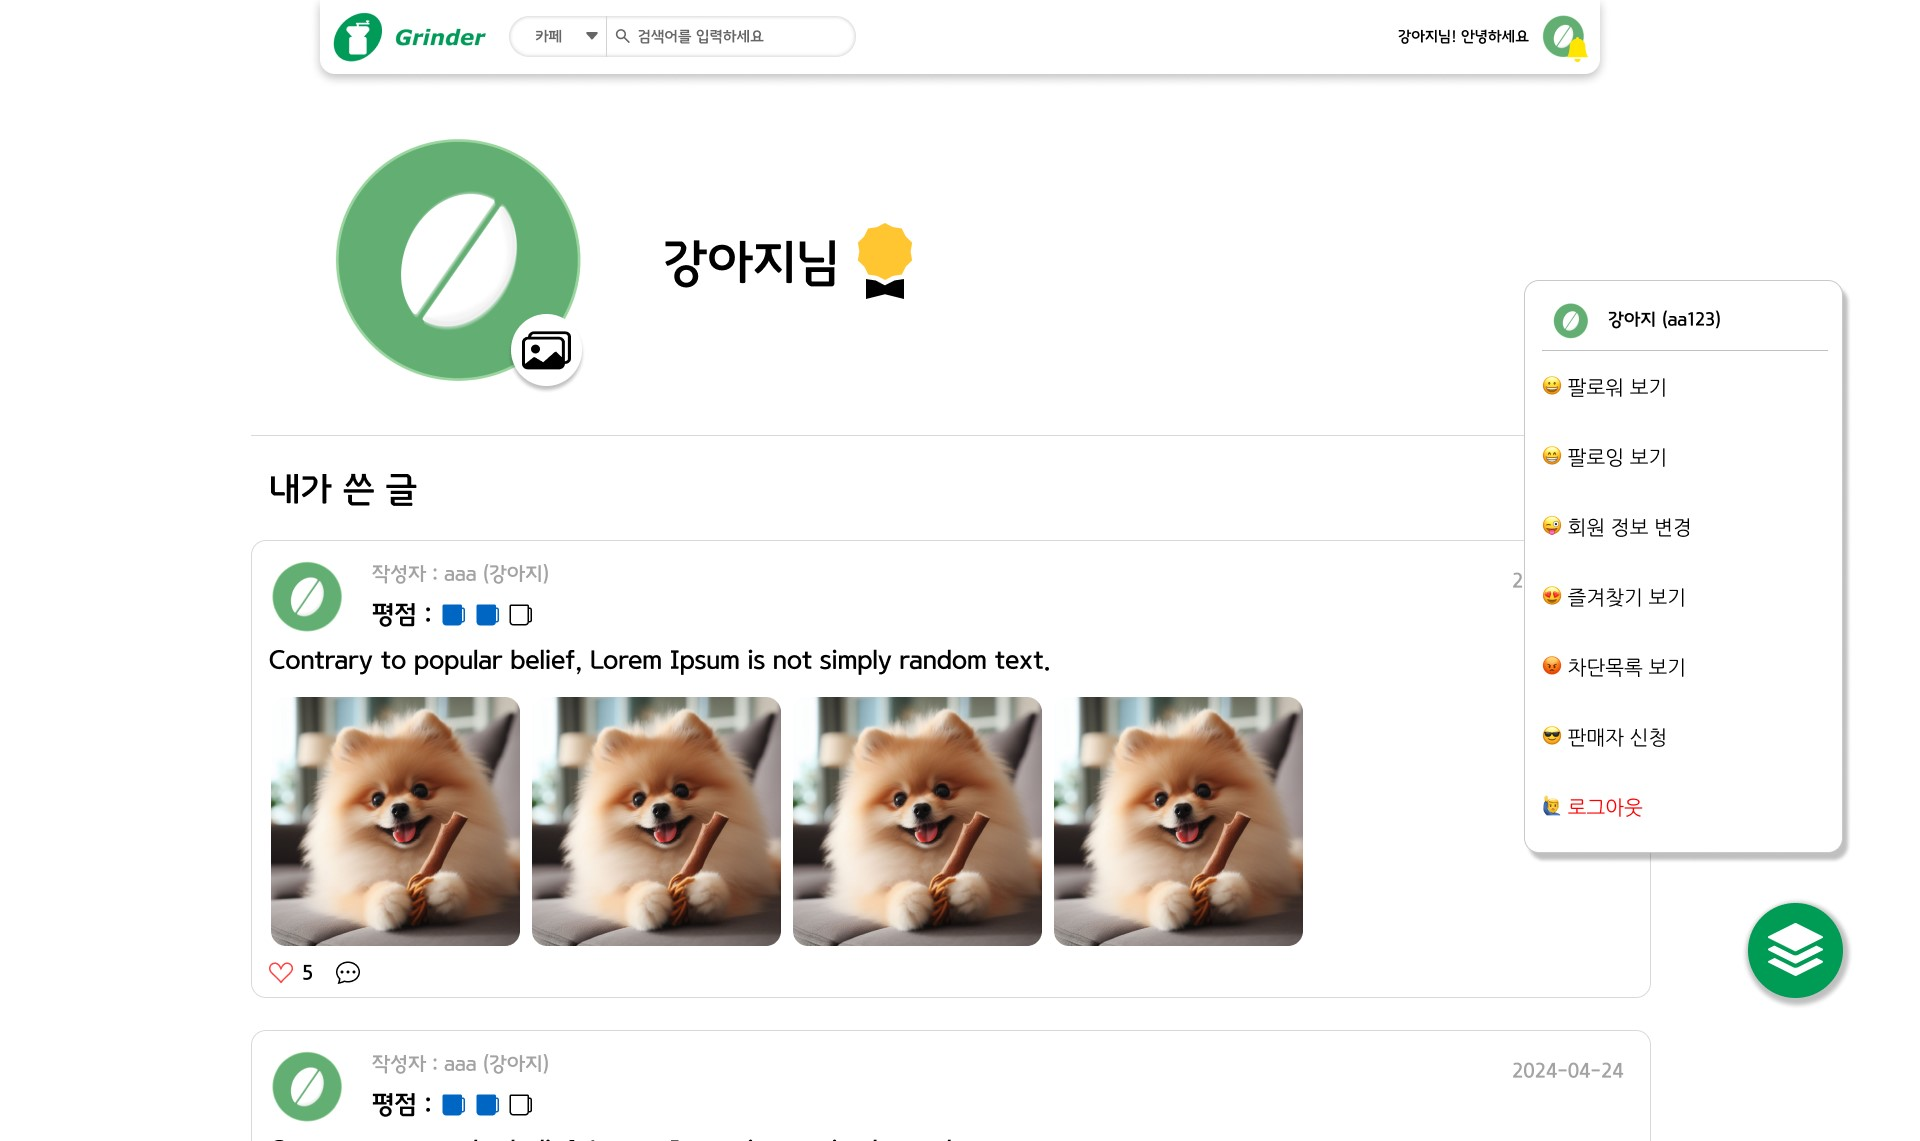 Grinder
카페
검색어를 입력하세요
강아지님! 안녕하세요
강아지님
강아지 (aa123)
팔로워 보기
팔로잉 보기
회원 정보 변경
즐겨찾기 보기
차단목록 보기
판매자 신청
로그아웃
내가 쓴 글
작성자 : aaa (강아지)
2
평점 :
Contrary to popular belief, Lorem Ipsum is not simply random text.
5
작성자 : aaa (강아지)
2024-04-24
평점 :